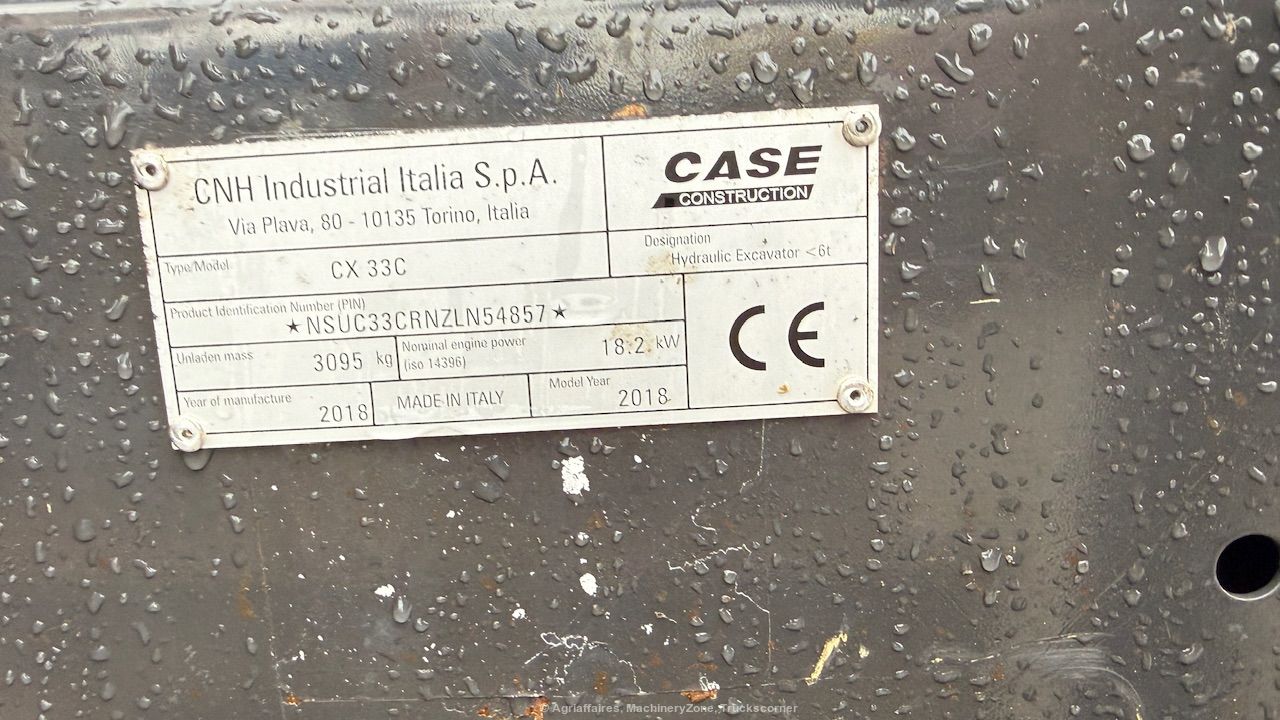 CNH Industrial Italia S.p.A.
Via Plava, 80 - 10135 Torino, Italia
CASE
CONSTRUCTION
Type/Model
CX 33C
Designation
Hydraulic Excavator <6t
Product Identification Number (PIN)
★NSUC33CRNZLN54857★
Unladen mass
3095 kg
Nominal engine power
(iso 14396)
18.2 kW
Year of manufacture
2018
MADE IN ITALY
Model Year
2018
CE
© Agriaffaires, MachineryZone, Truckscorner